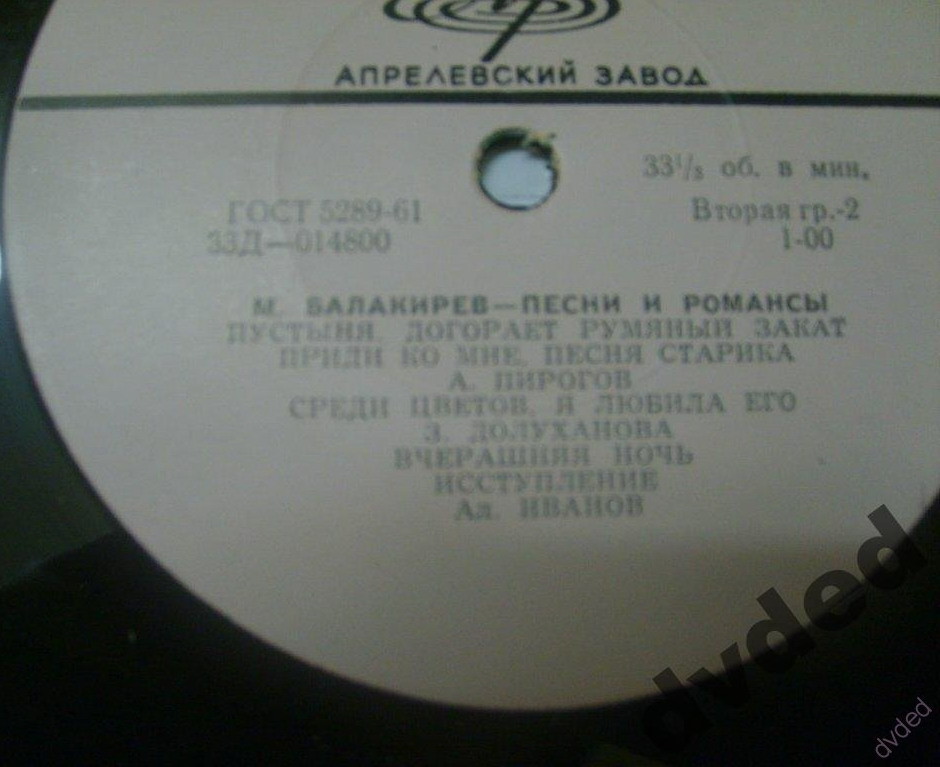 АПРЕЛЕВСКИЙ ЗАВОД
33⅓ об. в мин.
ГОСТ 5289-61
Вторая гр.-2
33Д—014800
1-00
М. БАЛАКИРЕВ—ПЕСНИ И РОМАНСЫ
ПУСТЫНЯ. ДОГОРАЕТ РУМЯНЫЙ ЗАКАТ
ПРИДИ КО МНЕ. ПЕСНЯ СТАРИКА
А. ПИРОГОВ
СРЕДИ ЦВЕТОВ. Я ЛЮБИЛА ЕГО
З. ДОЛУХАНОВА
ВЧЕРАШНЯЯ НОЧЬ
ИССТУПЛЕНИЕ
Ал. ИВАНОВ
dvded
dvded